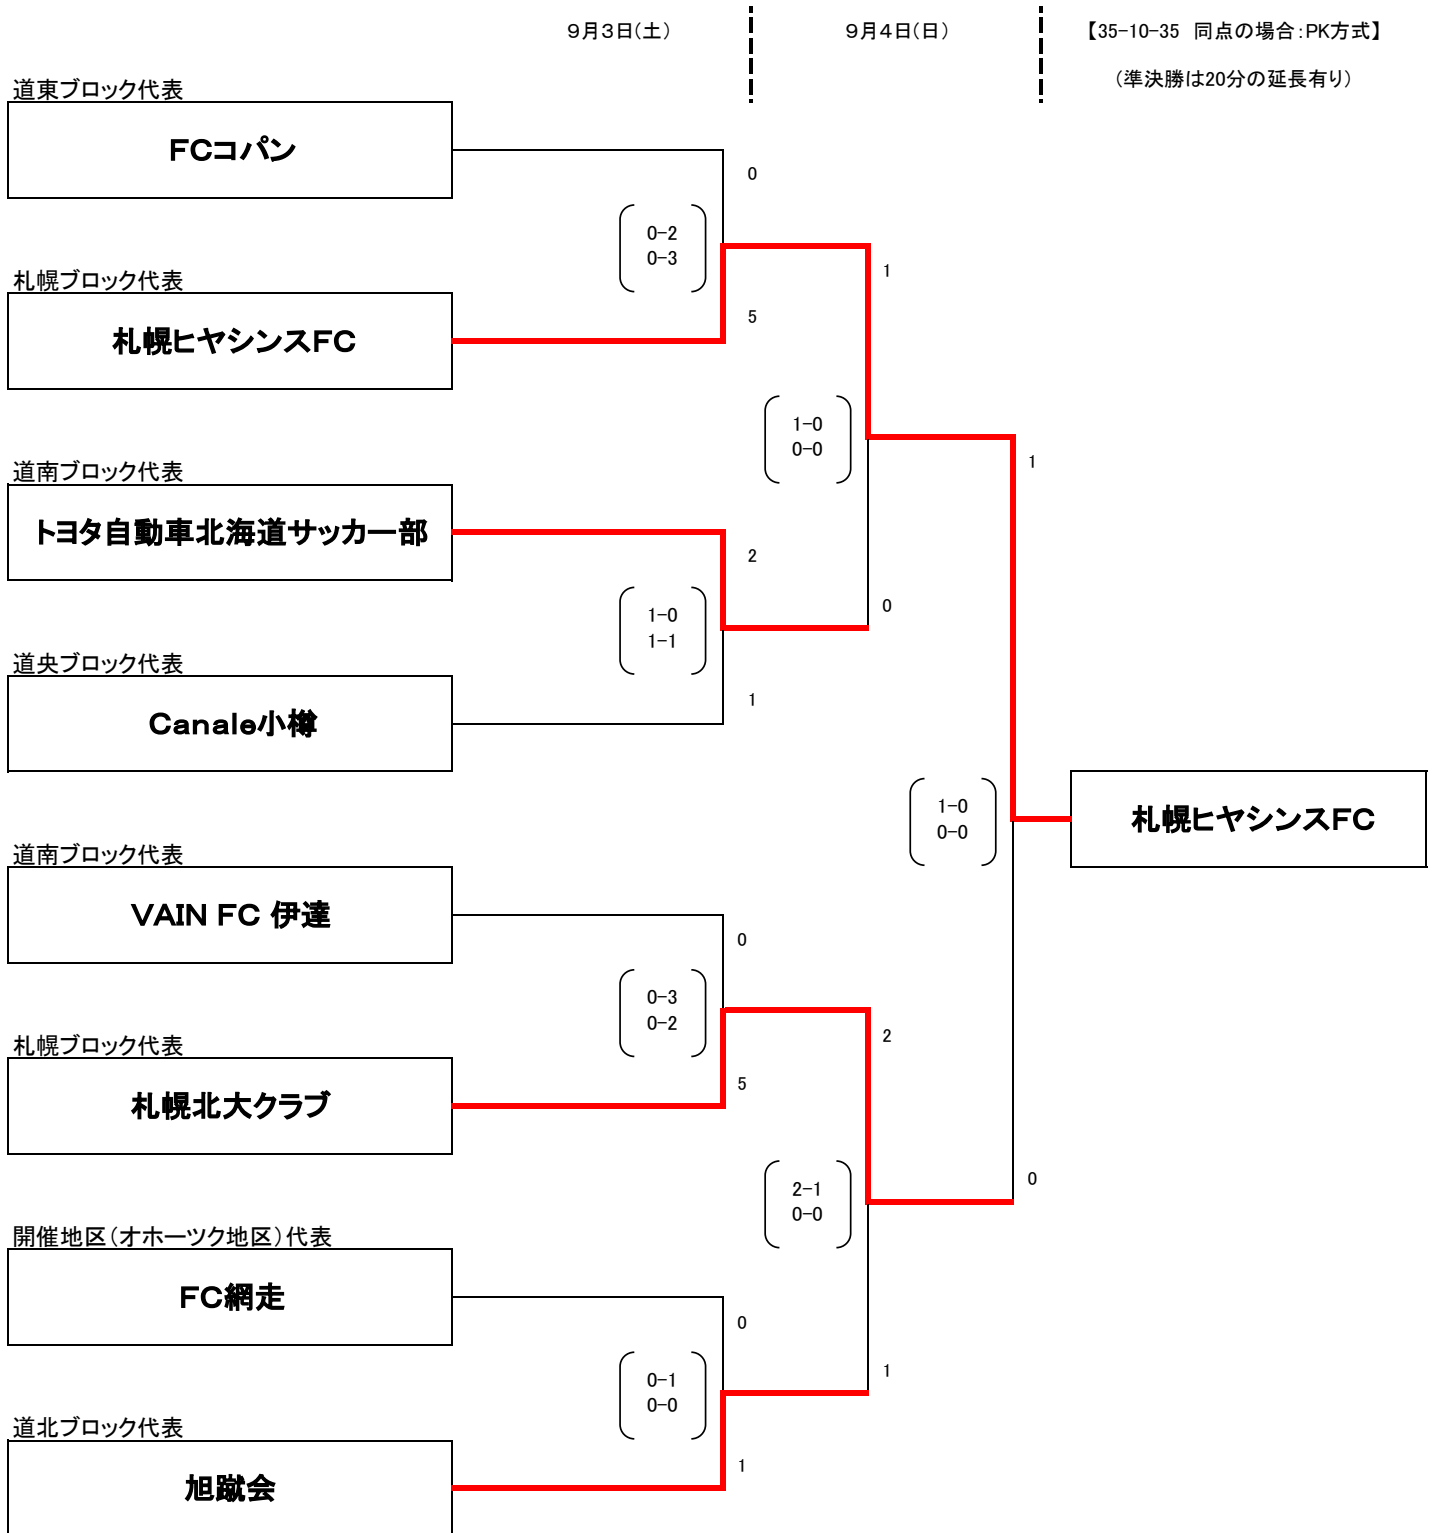 9月3日(土)
9月4日(日)
【35-10-35 同点の場合：PK方式】
(準決勝は20分の延長有り)
道東ブロック代表
FCコパン
0
0-2
0-3
札幌ブロック代表
1
5
札幌ヒヤシンスFC
1-0
0-0
道南ブロック代表
1
トヨタ自動車北海道サッカー部
2
1-0
1-1
0
道央ブロック代表
1
Canale小樽
1-0
0-0
札幌ヒヤシンスFC
道南ブロック代表
VAIN FC 伊達
0
0-3
0-2
札幌ブロック代表
2
5
札幌北大クラブ
2-1
0-0
0
開催地区(オホーツク地区)代表
FC網走
0
0-1
0-0
1
道北ブロック代表
1
旭蹴会